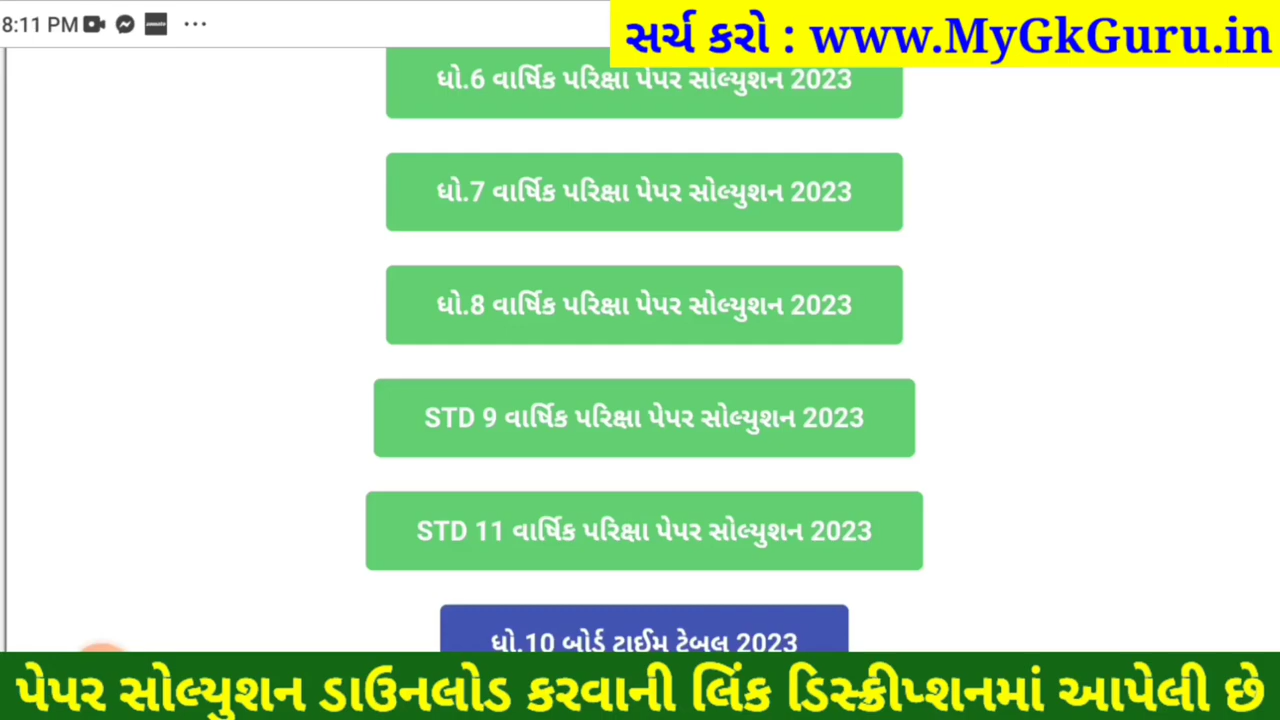 8:11 PM
સર્ચ કરો : www.MyGkGuru.in
ધો.6 વાર્ષિક પરિક્ષા પેપર સોલ્યુશન 2023
ધો.7 વાર્ષિક પરિક્ષા પેપર સોલ્યુશન 2023
ધો.8 વાર્ષિક પરિક્ષા પેપર સોલ્યુશન 2023
STD 9 વાર્ષિક પરિક્ષા પેપર સોલ્યુશન 2023
STD 11 વાર્ષિક પરિક્ષા પેપર સોલ્યુશન 2023
ધો.10 બોર્ડ ટાઈમ ટેબલ 2023
પેપર સોલ્યુશન ડાઉનલોડ કરવાની લિંક ડિસ્ક્રીપ્શનમાં આપેલી છે